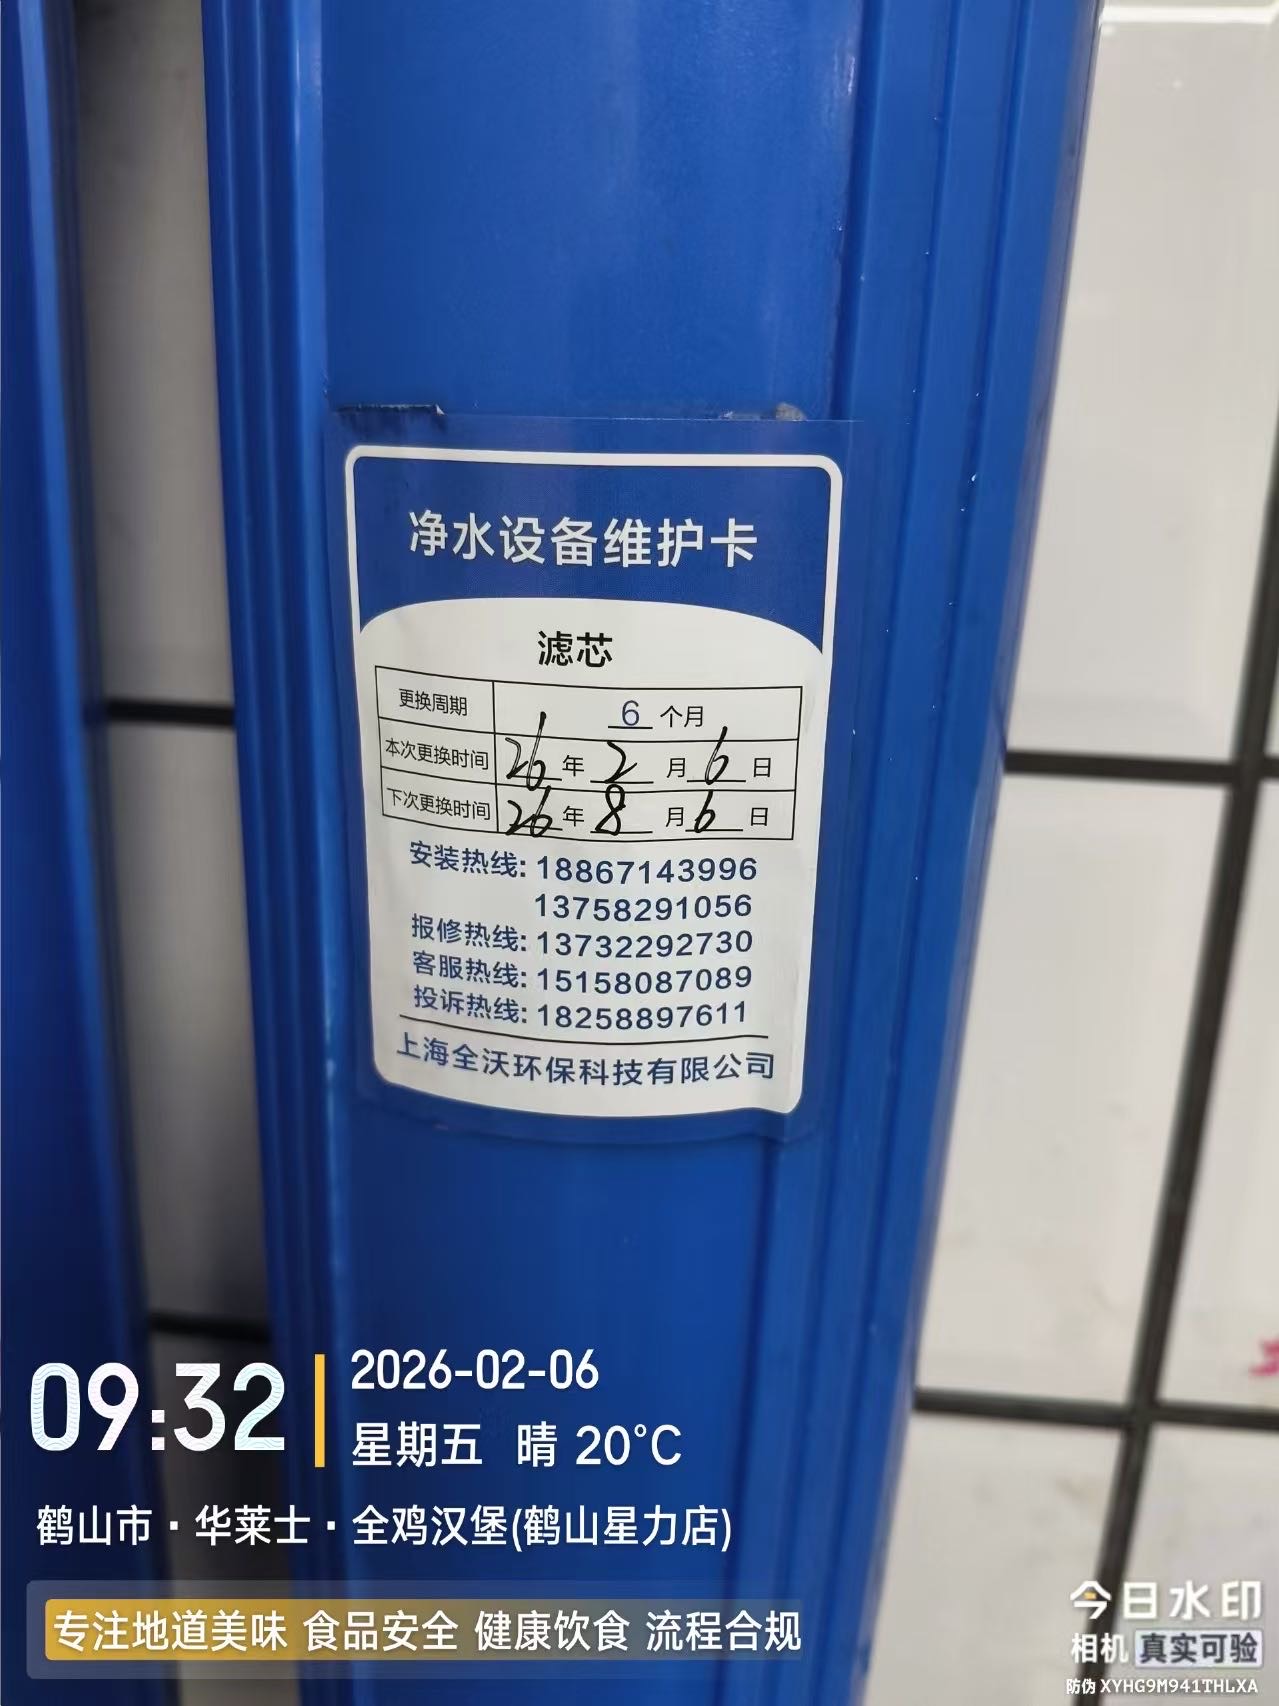 净水设备维护卡
滤芯
更换周期 6 个月
本次更换时间 26 年 2 月 6 日
下次更换时间 26 年 8 月 6 日
安装热线: 18867143996
13758291056
报修热线: 13732292730
客服热线: 15158087089
投诉热线: 18258897611
上海全沃环保科技有限公司
09:32
2026-02-06
星期五 晴 20°C
鹤山市·华莱士·全鸡汉堡(鹤山星力店)
专注地道美味 食品安全 健康饮食 流程合规
今日水印
相机 真实可验
防伪 XYHG9M941THLXA